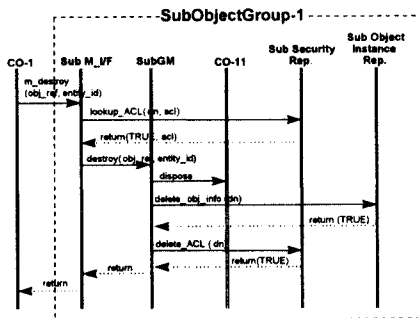 SubObjectGroup-1
Sub Object
Instance
Rep.
Sub Security
Rep.
CO-1
Sub M_I/F
SubGM
CO-11
m_destroy
(obj_ref, entity_id)
lookup_ACL(dn, acl)
return(TRUE, acl)
destroy(obj_ref, entity_id)
dispose
delete_obj_info (dn)
return (TRUE)
delete_ACL (dn)
return
return(TRUE)
return